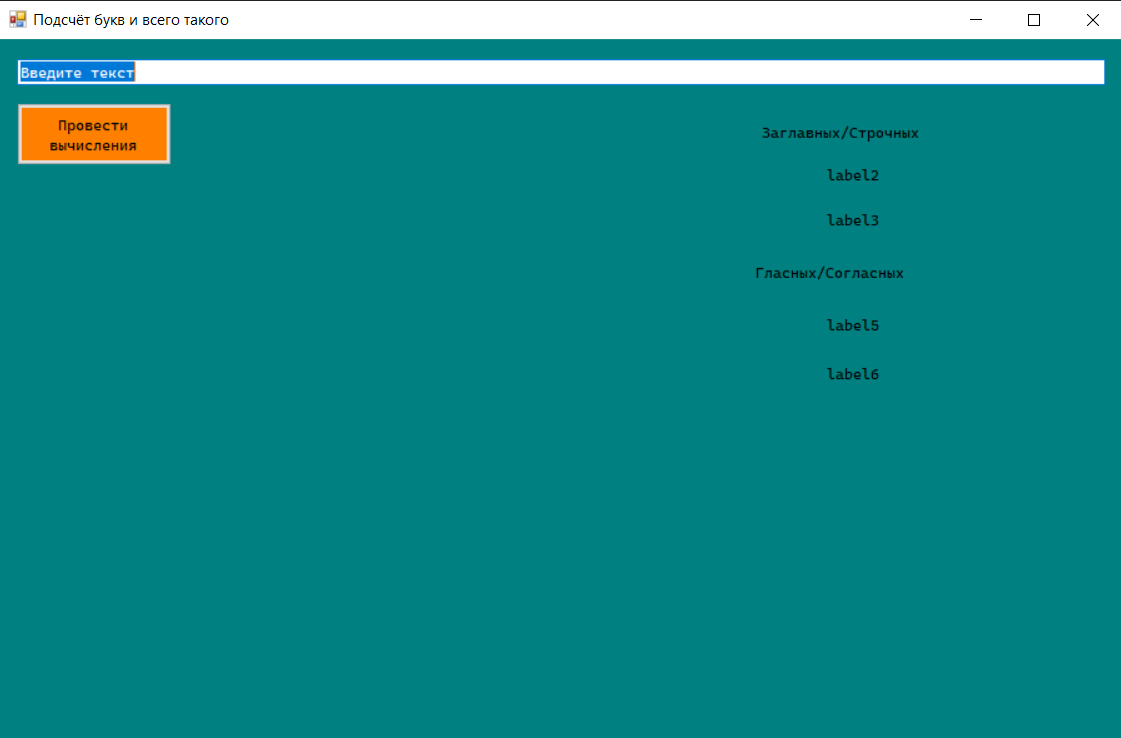 Подсчёт букв и всего такого
Введите текст
Провести
вычисления
Заглавных/Строчных
label2
label3
Гласных/Согласных
label5
label6